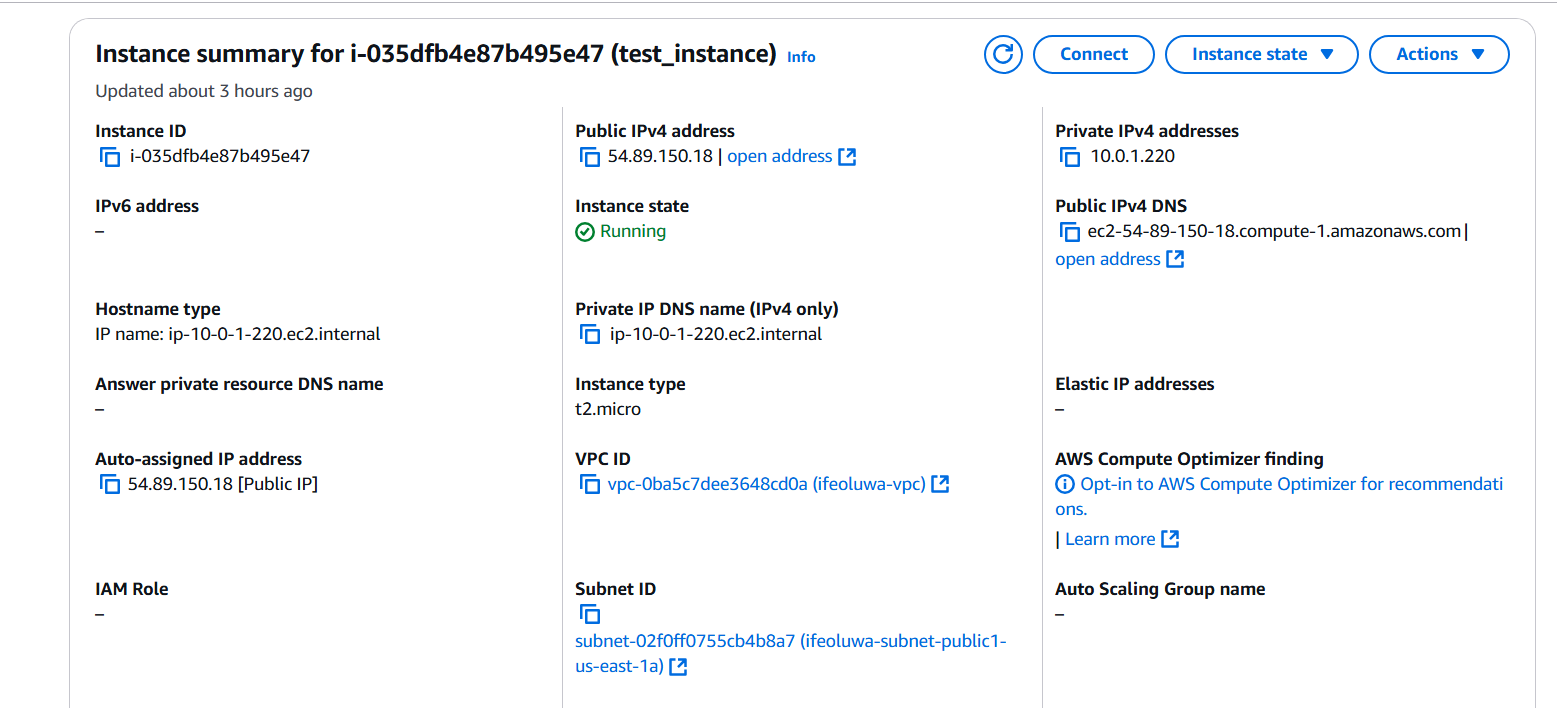 Instance summary for i-035dfb4e87b495e47 (test_instance) Info
Connect
Instance state
Actions
Updated about 3 hours ago
Instance ID
i-035dfb4e87b495e47
Public IPv4 address
54.89.150.18 | open address
Private IPv4 addresses
10.0.1.220
IPv6 address
–
Instance state
Running
Public IPv4 DNS
ec2-54-89-150-18.compute-1.amazonaws.com |
open address
Hostname type
IP name: ip-10-0-1-220.ec2.internal
Private IP DNS name (IPv4 only)
ip-10-0-1-220.ec2.internal
Answer private resource DNS name
–
Instance type
t2.micro
Elastic IP addresses
–
Auto-assigned IP address
54.89.150.18 [Public IP]
VPC ID
vpc-0ba5c7dee3648cd0a (ifeoluwa-vpc)
AWS Compute Optimizer finding
Opt-in to AWS Compute Optimizer for recommendati
ons.
| Learn more
IAM Role
–
Subnet ID
subnet-02f0ff0755cb4b8a7 (ifeoluwa-subnet-public1-
us-east-1a)
Auto Scaling Group name
–